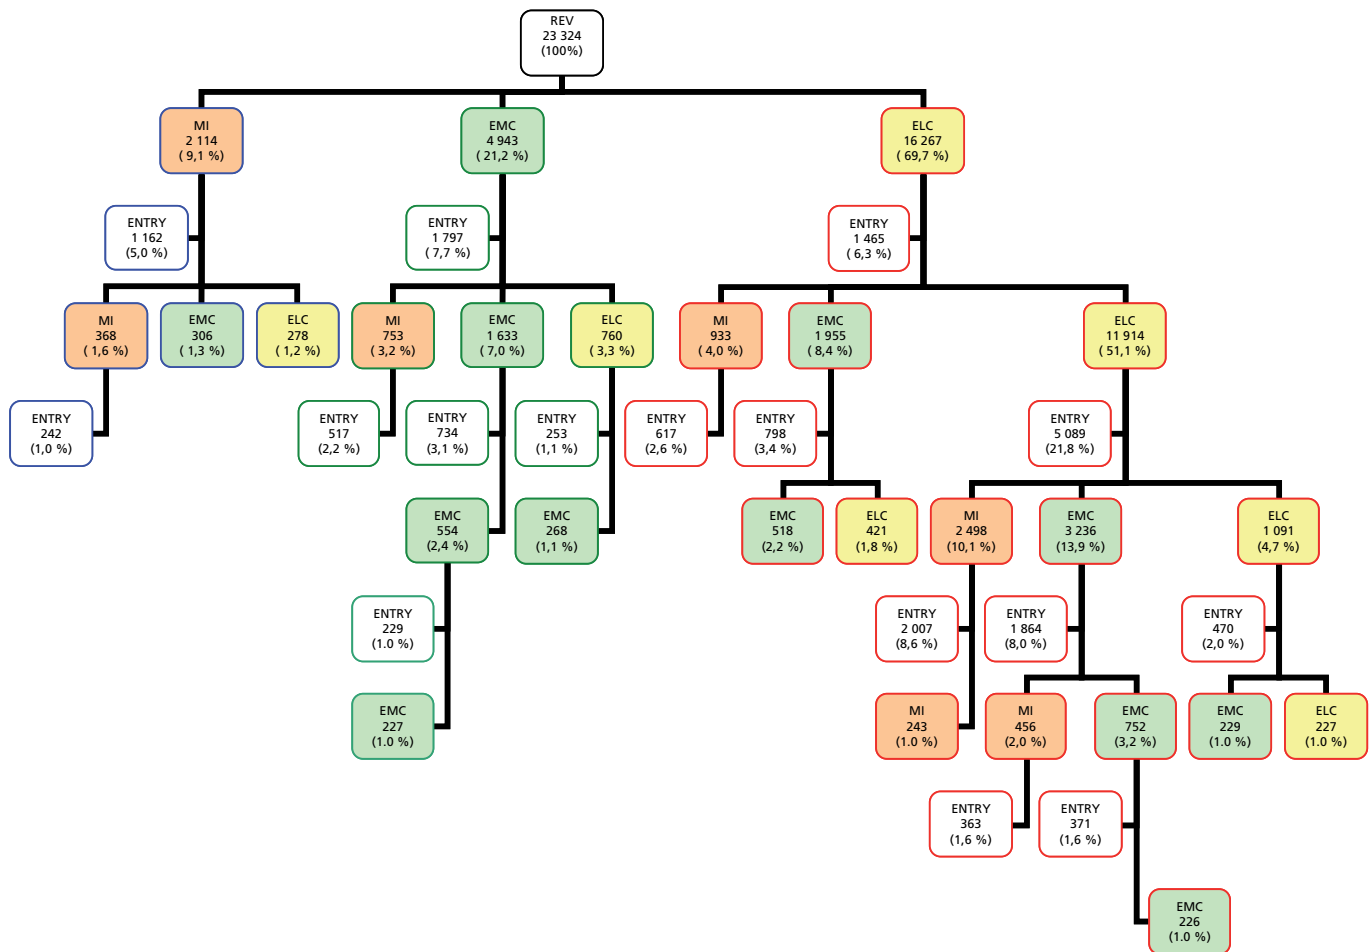 REV
23 324
(100%)
MI
2 114
( 9,1 %)
EMC
4 943
( 21,2 %)
ELC
16 267
( 69,7 %)
ENTRY
1 162
(5,0 %)
ENTRY
1 797
( 7,7 %)
ENTRY
1 465
( 6,3 %)
MI
368
( 1,6 %)
EMC
306
( 1,3 %)
ELC
278
( 1,2 %)
MI
753
( 3,2 %)
EMC
1 633
( 7,0 %)
ELC
760
( 3,3 %)
MI
933
( 4,0 %)
EMC
1 955
( 8,4 %)
ELC
11 914
( 51,1 %)
ENTRY
242
(1,0 %)
ENTRY
517
(2,2 %)
ENTRY
734
(3,1 %)
ENTRY
253
(1,1 %)
ENTRY
617
(2,6 %)
ENTRY
798
(3,4 %)
ENTRY
5 089
(21,8 %)
EMC
554
(2,4 %)
EMC
268
(1,1 %)
EMC
518
(2,2 %)
ELC
421
(1,8 %)
MI
2 498
(10,1 %)
EMC
3 236
(13,9 %)
ELC
1 091
(4,7 %)
ENTRY
229
(1.0 %)
ENTRY
2 007
(8,6 %)
ENTRY
1 864
(8,0 %)
ENTRY
470
(2,0 %)
EMC
227
(1.0 %)
MI
243
(1.0 %)
MI
456
(2,0 %)
EMC
752
(3,2 %)
EMC
229
(1.0 %)
ELC
227
(1.0 %)
ENTRY
363
(1,6 %)
ENTRY
371
(1,6 %)
EMC
226
(1.0 %)